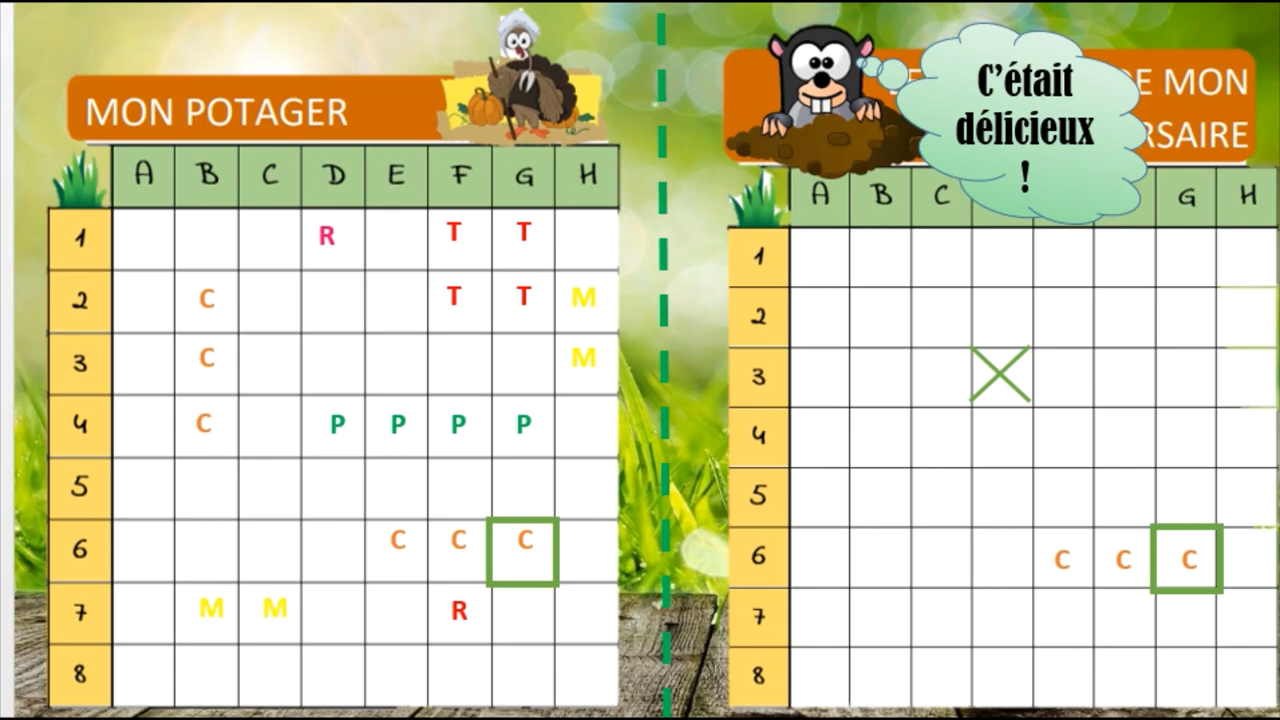 MON POTAGER
A B C D E F G H
1 R T T
2 C T T M
3 C M
4 C P P P P
5
6 C C C
7 M M R
8
C'était
délicieux
!
DE MON
A B C G H
1
2
3
4
5
6 C C C
7
8